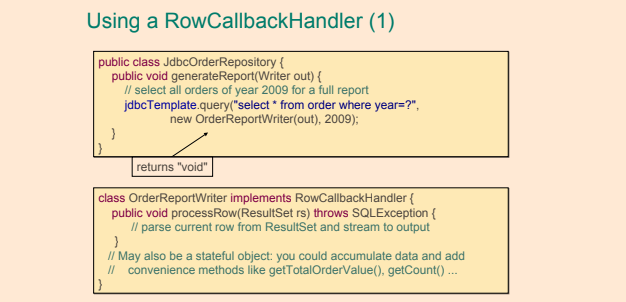 Using a RowCallbackHandler (1)
public class JdbcOrderRepository {
public void generateReport(Writer out) {
// select all orders of year 2009 for a full report
jdbcTemplate.query("select * from order where year=?",
new OrderReportWriter(out), 2009);
}
}
returns "void"
class OrderReportWriter implements RowCallbackHandler {
public void processRow(ResultSet rs) throws SQLException {
// parse current row from ResultSet and stream to output
}
// May also be a stateful object: you could accumulate data and add
// convenience methods like getTotalOrderValue(), getCount() ...
}